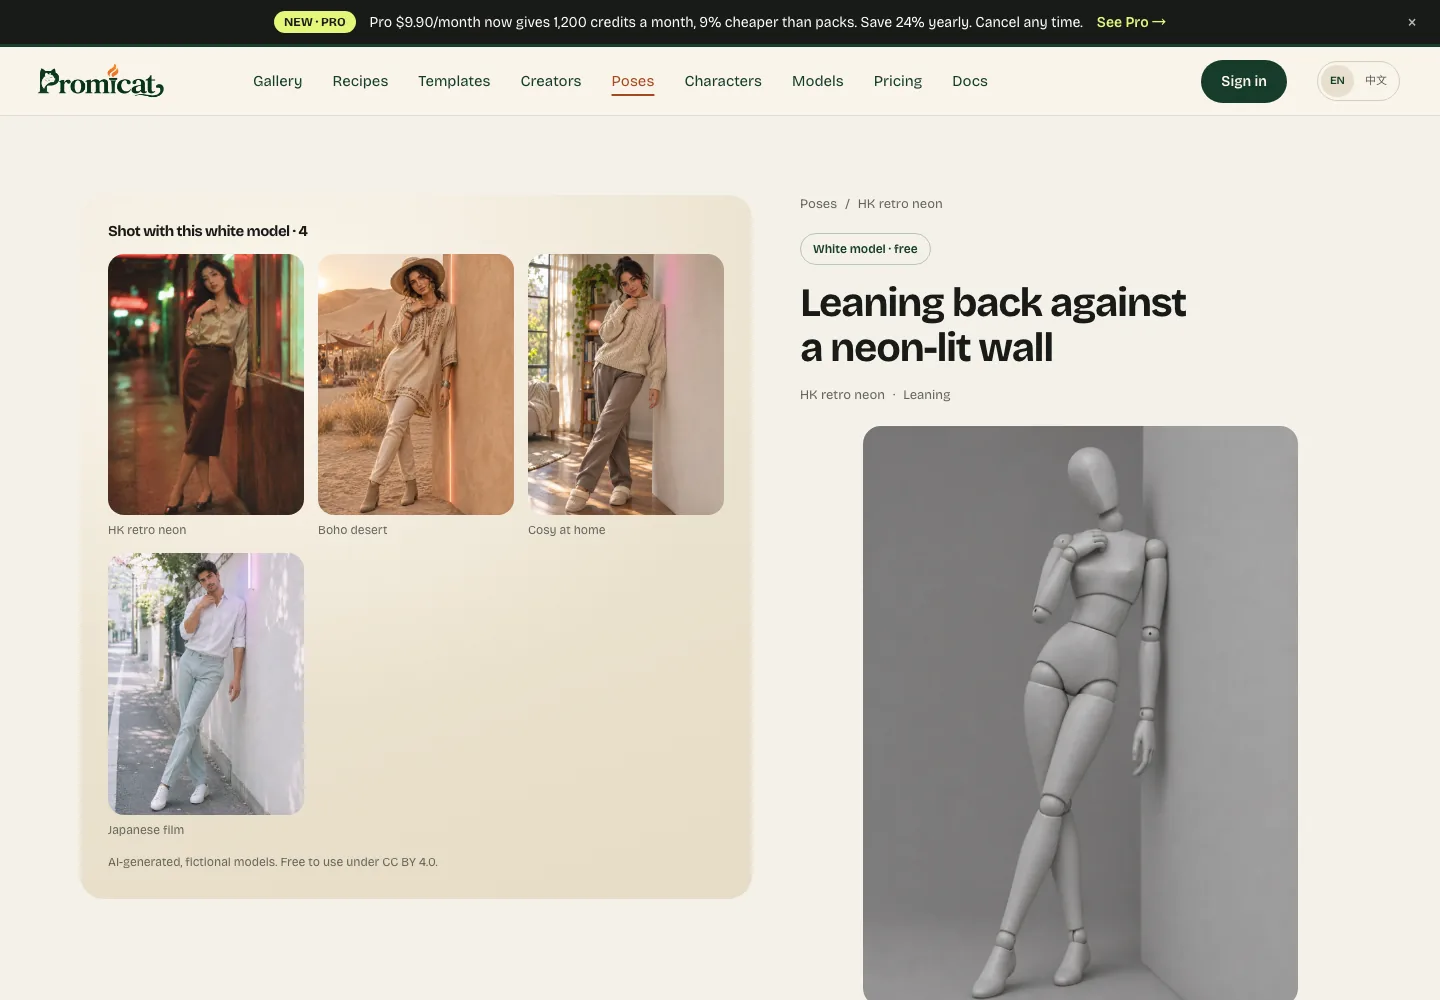 NEW · PRO Pro $9.90/month now gives 1,200 credits a month, 9% cheaper than packs. Save 24% yearly. Cancel any time. See Pro → ×
Promicat Gallery Recipes Templates Creators Poses Characters Models Pricing Docs Sign in EN 中文
Shot with this white model · 4
HK retro neon
Boho desert
Cosy at home
Japanese film
AI-generated, fictional models. Free to use under CC BY 4.0.
Poses / HK retro neon
White model · free
Leaning back against
a neon-lit wall
HK retro neon · Leaning